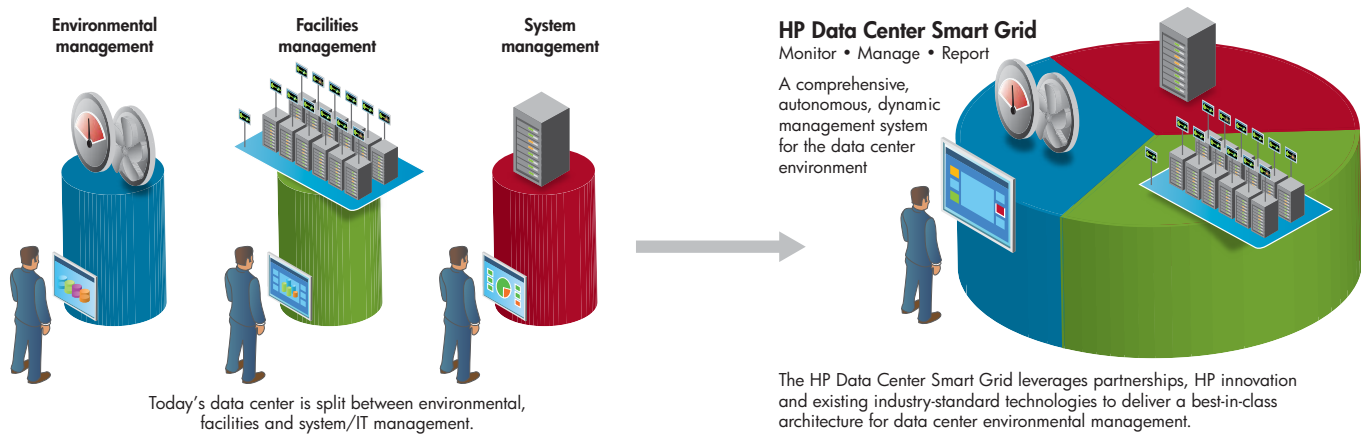 Environmental
management
Facilities
management
System
management
Today’s data center is split between environmental,
facilities and system/IT management.
HP Data Center Smart Grid
Monitor • Manage • Report
A comprehensive,
autonomous, dynamic
management system
for the data center
environment
The HP Data Center Smart Grid leverages partnerships, HP innovation
and existing industry-standard technologies to deliver a best-in-class
architecture for data center environmental management.